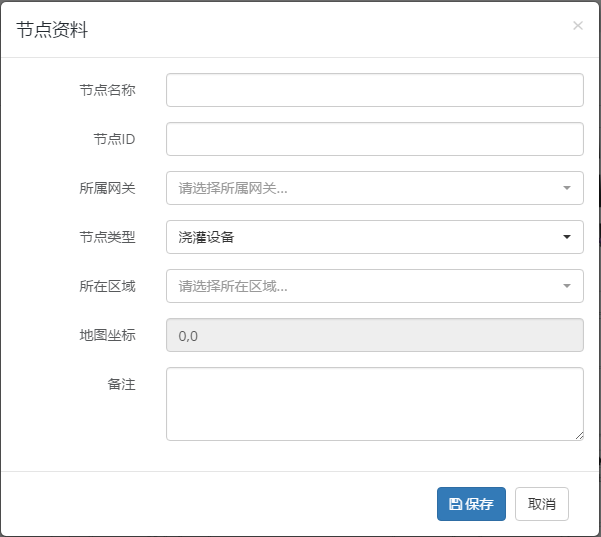 节点资料
×
节点名称
节点ID
所属网关
请选择所属网关...
节点类型
浇灌设备
所在区域
请选择所在区域...
地图坐标
0,0
备注
保存
取消